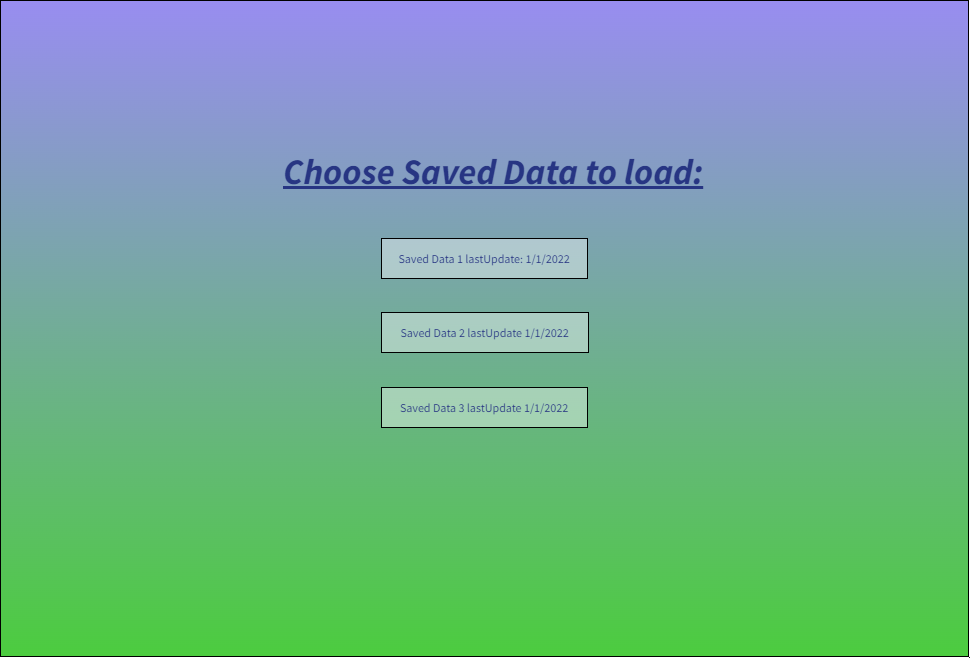 Choose Saved Data to load:
Saved Data 1 lastUpdate: 1/1/2022
Saved Data 2 lastUpdate 1/1/2022
Saved Data 3 lastUpdate 1/1/2022